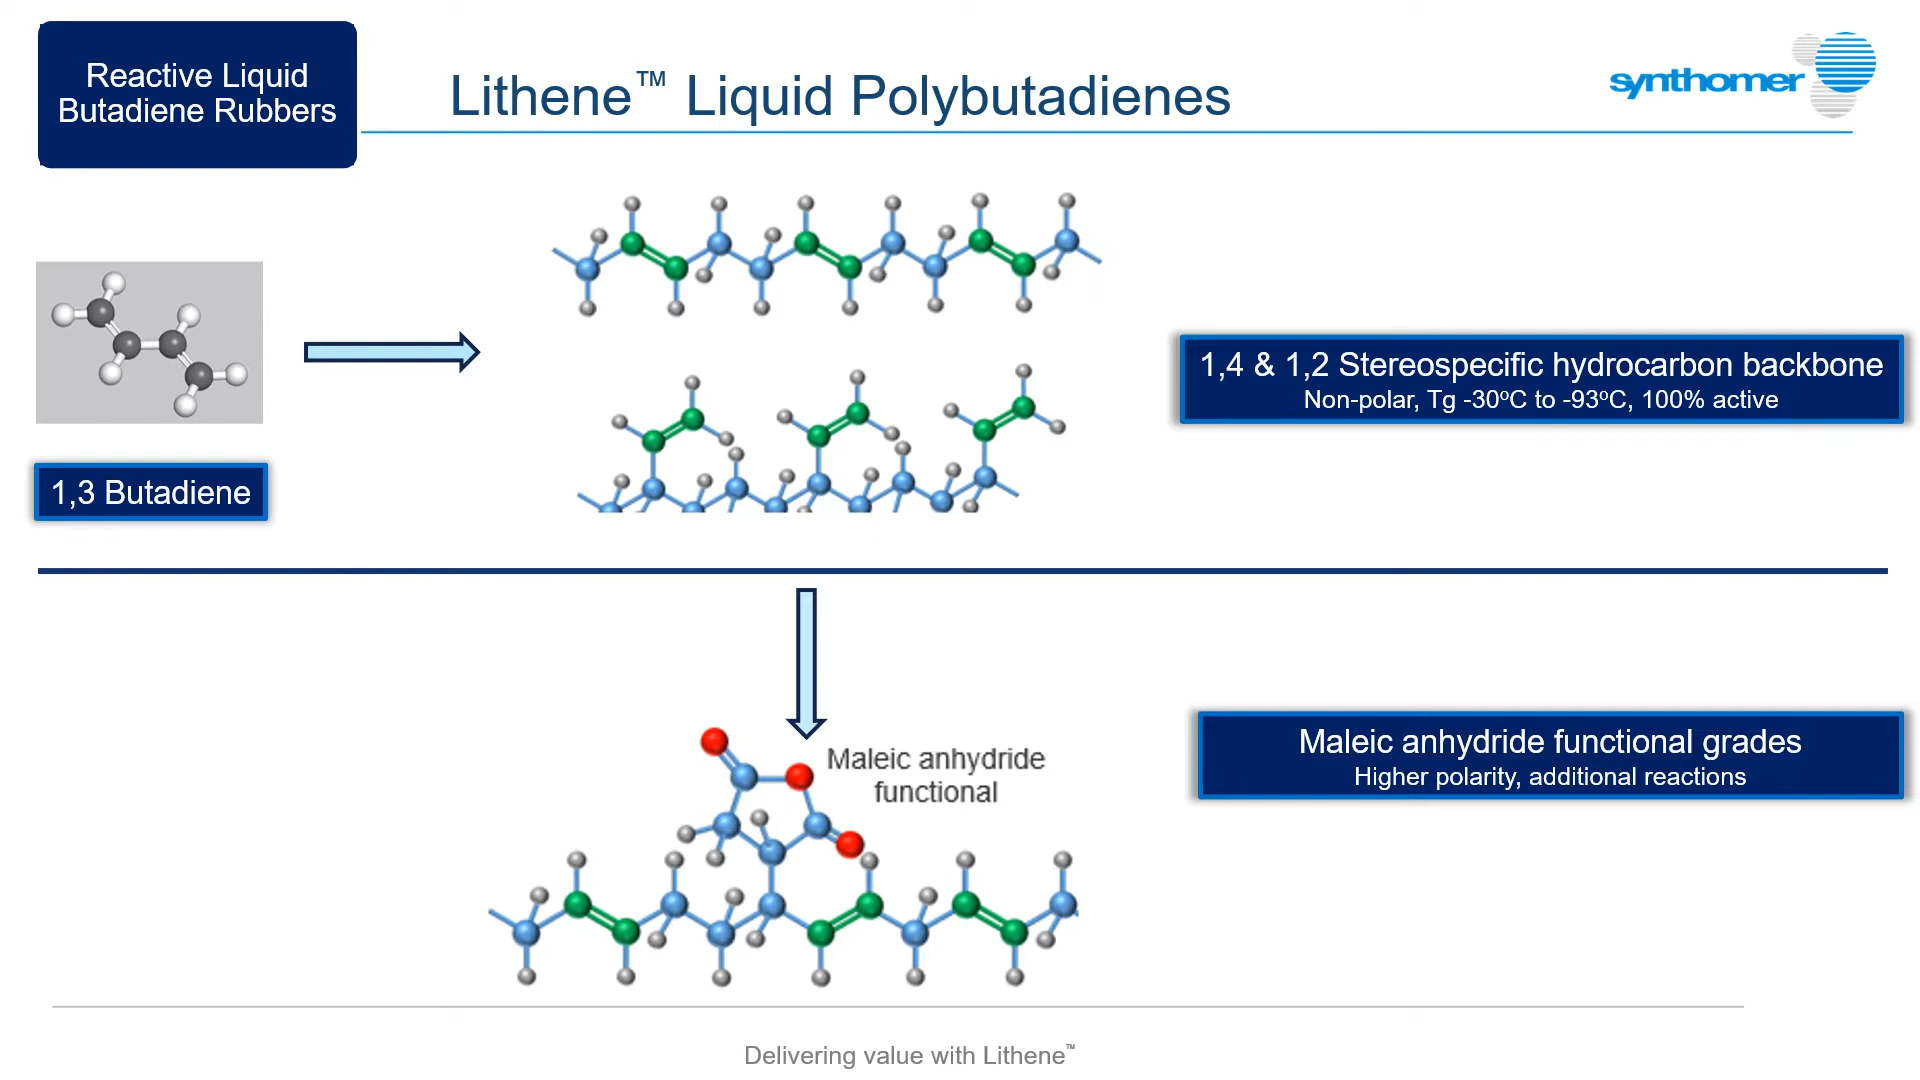 Reactive Liquid
Butadiene Rubbers
Lithene™ Liquid Polybutadienes
synthomer
1,3 Butadiene
1,4 & 1,2 Stereospecific hydrocarbon backbone
Non-polar, Tg -30ºC to -93ºC, 100% active
Maleic anhydride
functional
Maleic anhydride functional grades
Higher polarity, additional reactions
Delivering value with Lithene™